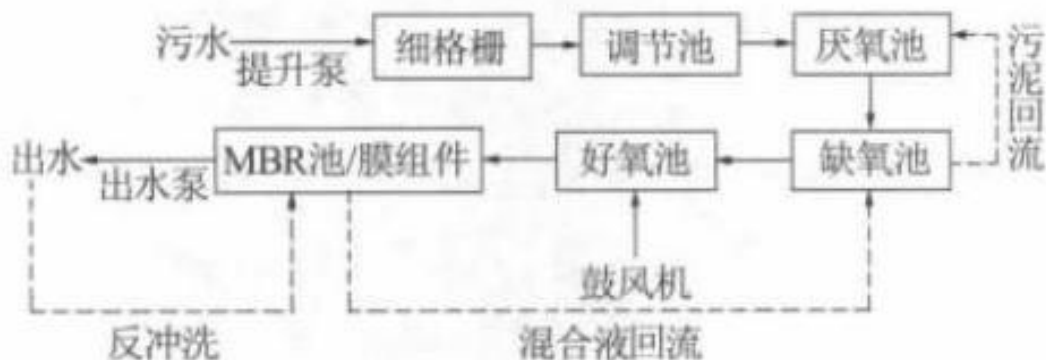 污水
提升泵
细格栅
调节池
厌氧池
污泥回流
出水
出水泵
MBR池/膜组件
好氧池
缺氧池
鼓风机
反冲洗
混合液回流